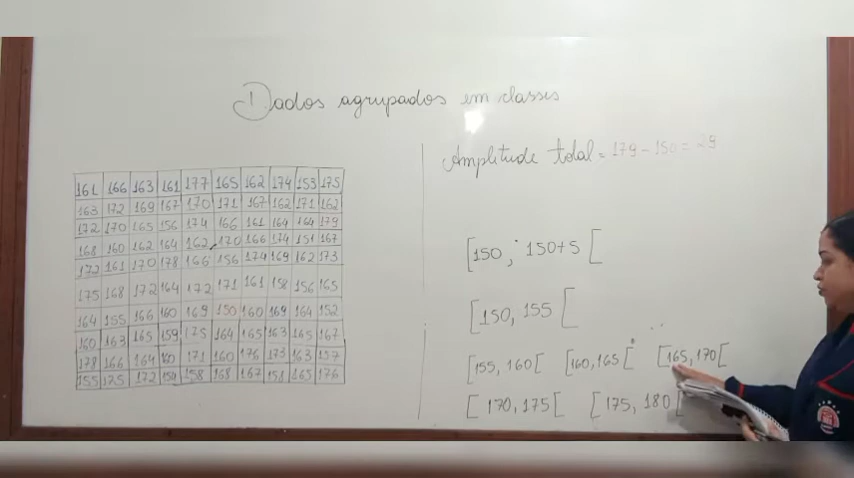 Dados agrupados em classes
Amplitude total = 179 - 150 = 29
161 166 163 161 177 165 162 174 153 175
163 172 169 167 170 171 167 162 171 162
172 170 165 156 174 166 161 164 164 179
168 160 162 164 162 170 166 174 151 167
172 161 170 178 166 156 174 169 162 173
175 168 172 164 172 171 161 158 156 165
164 155 166 160 169 150 160 169 164 152
160 163 165 159 175 164 165 163 165 167
178 166 164 160 171 160 176 173 163 157
155 175 172 154 158 168 167 151 165 176
[150, 150+5[
[150, 155[
[155, 160[ [160, 165[ [165, 170[
[170, 175[ [175, 180[